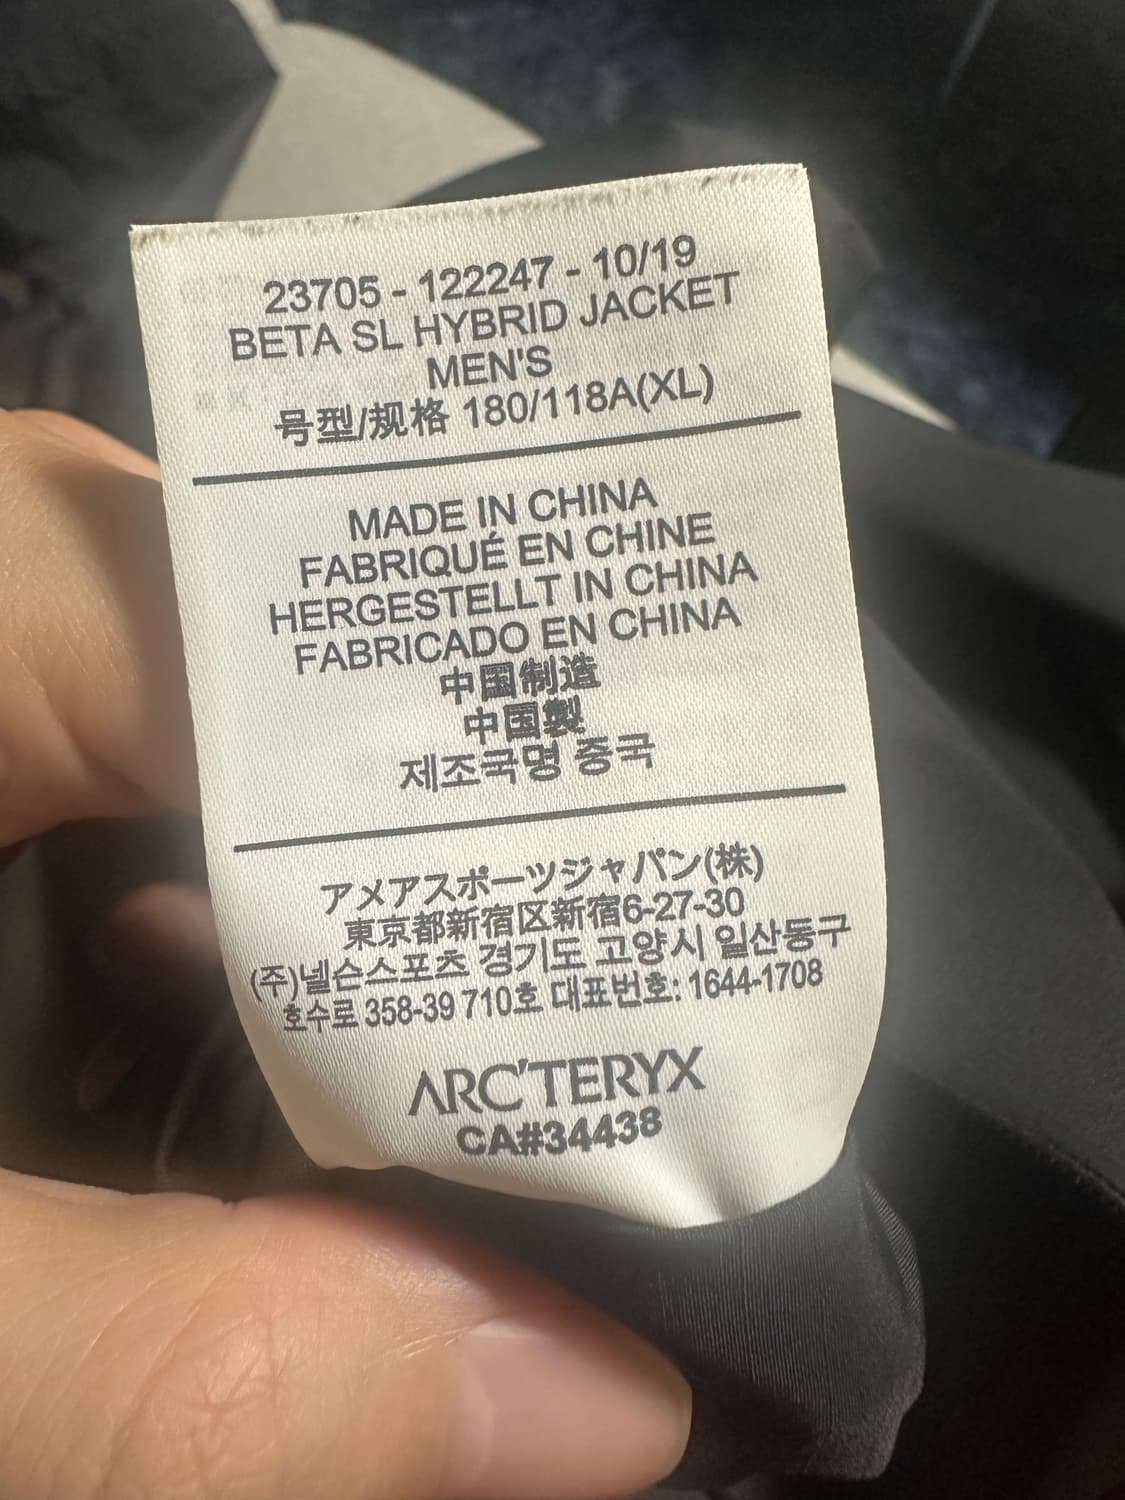 23705 - 122247 - 10/19
BETA SL HYBRID JACKET
MEN'S
号型/规格 180/118A(XL)
MADE IN CHINA
FABRIQUÉ EN CHINE
HERGESTELLT IN CHINA
FABRICADO EN CHINA
中国制造
中国製
제조국명 중국
アメアスポーツジャパン(株)
東京都新宿区新宿6-27-30
(주)넬슨스포츠 경기도 고양시 일산동구
호수로 358-39 710호 대표번호: 1644-1708
ARC'TERYX
CA#34438